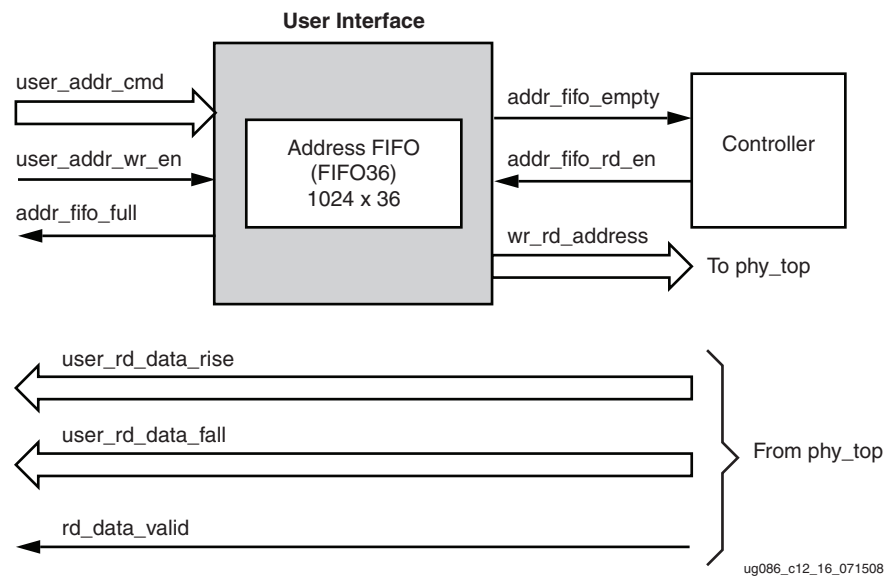 User Interface
user_addr_cmd
user_addr_wr_en
addr_fifo_full
Address FIFO
(FIFO36)
1024 x 36
addr_fifo_empty
addr_fifo_rd_en
wr_rd_address
Controller
To phy_top
user_rd_data_rise
user_rd_data_fall
rd_data_valid
From phy_top
ug086_c12_16_071508